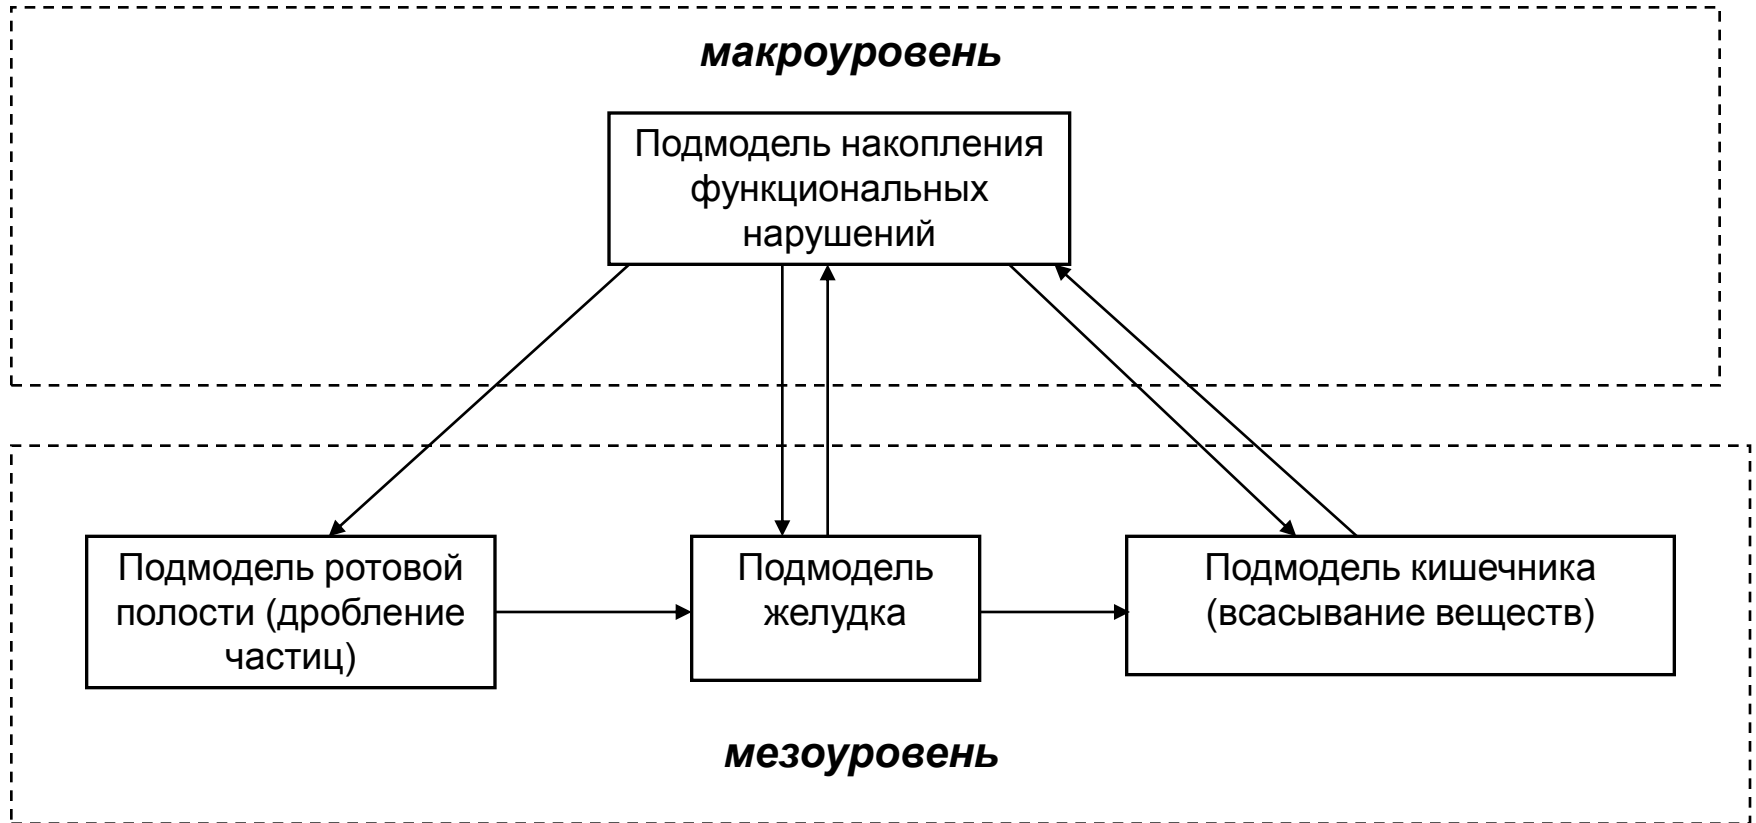 макроуровень
Подмодель накопления
функциональных
нарушений
Подмодель ротовой
полости (дробление
частиц)
Подмодель
желудка
Подмодель кишечника
(всасывание веществ)
мезоуровень